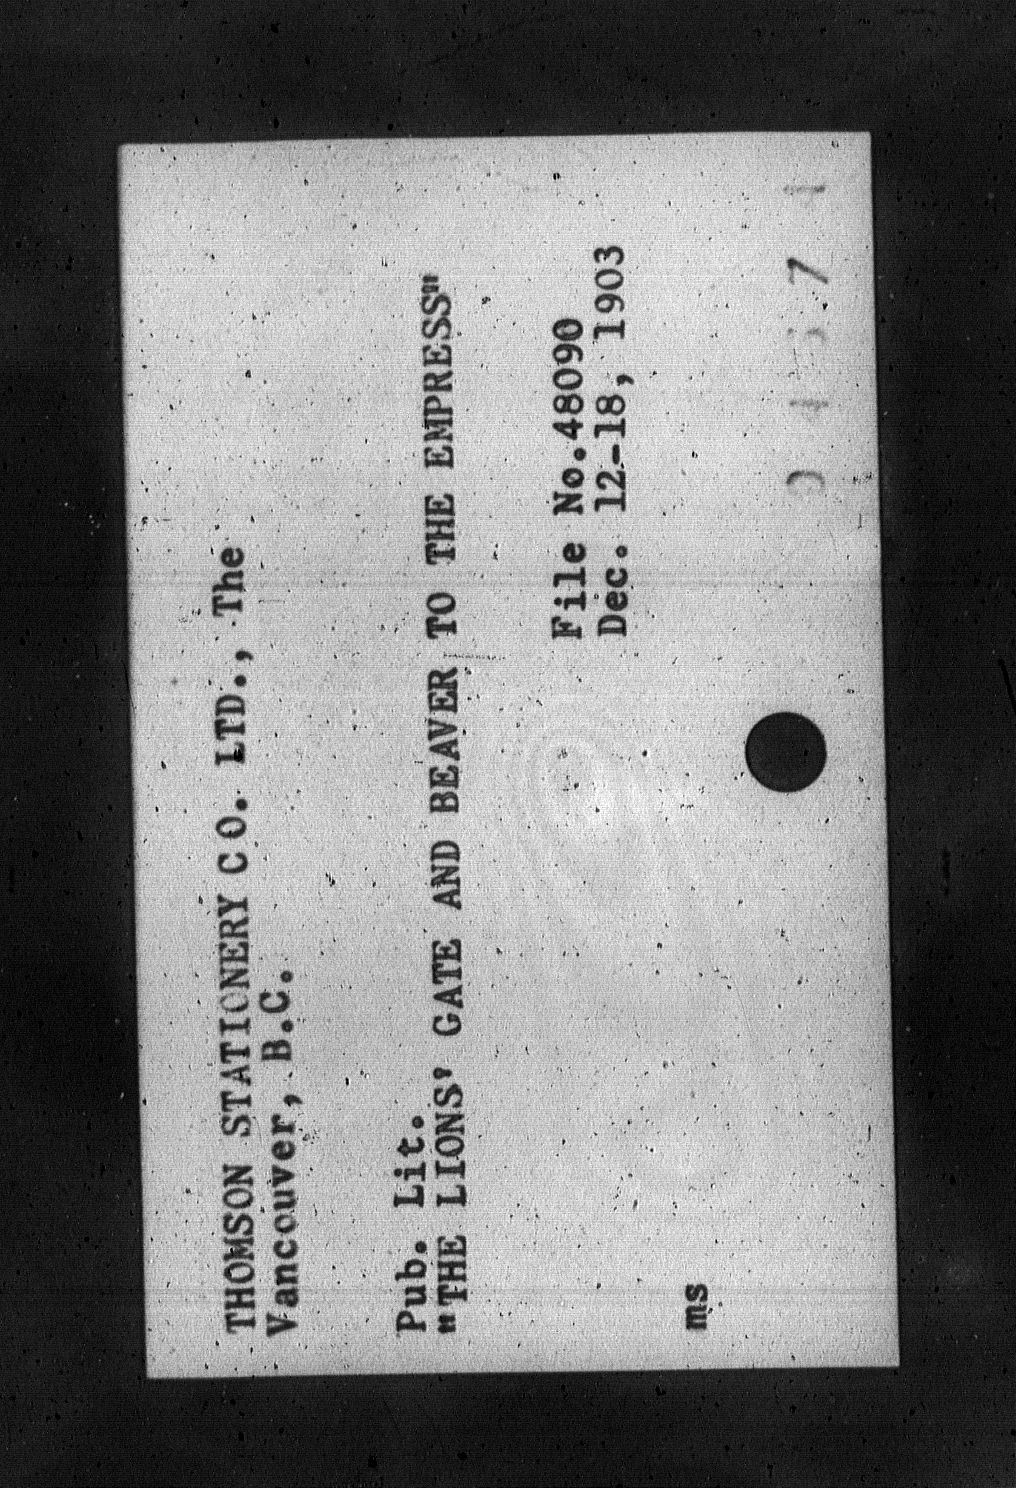 THOMSON STATIONERY CO. LTD., The
Vancouver, B.C.
Pub. Lit.
"THE LIONS' GATE AND BEAVER TO THE EMPRESS"
File No.48090
Dec. 12-18, 1903
ms